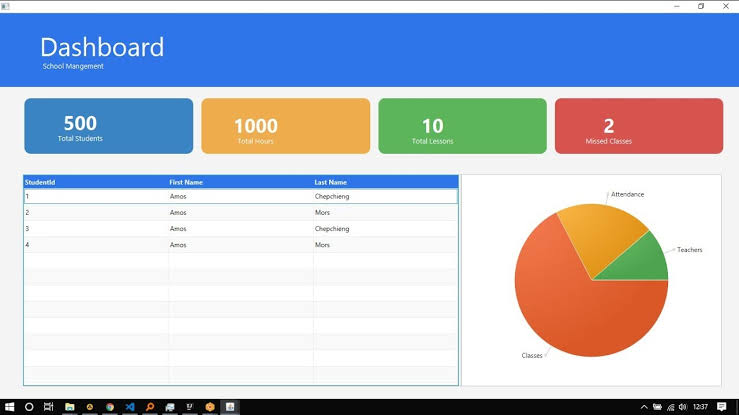 Dashboard
School Mangement
500
Total Students
1000
Total Hours
10
Total Lessons
2
Missed Classes
StudentId First Name Last Name
1 Amos Chepchieng
2 Amos Mors
3 Amos Chepchieng
4 Amos Mors
Attendance
Teachers
Classes
12:37